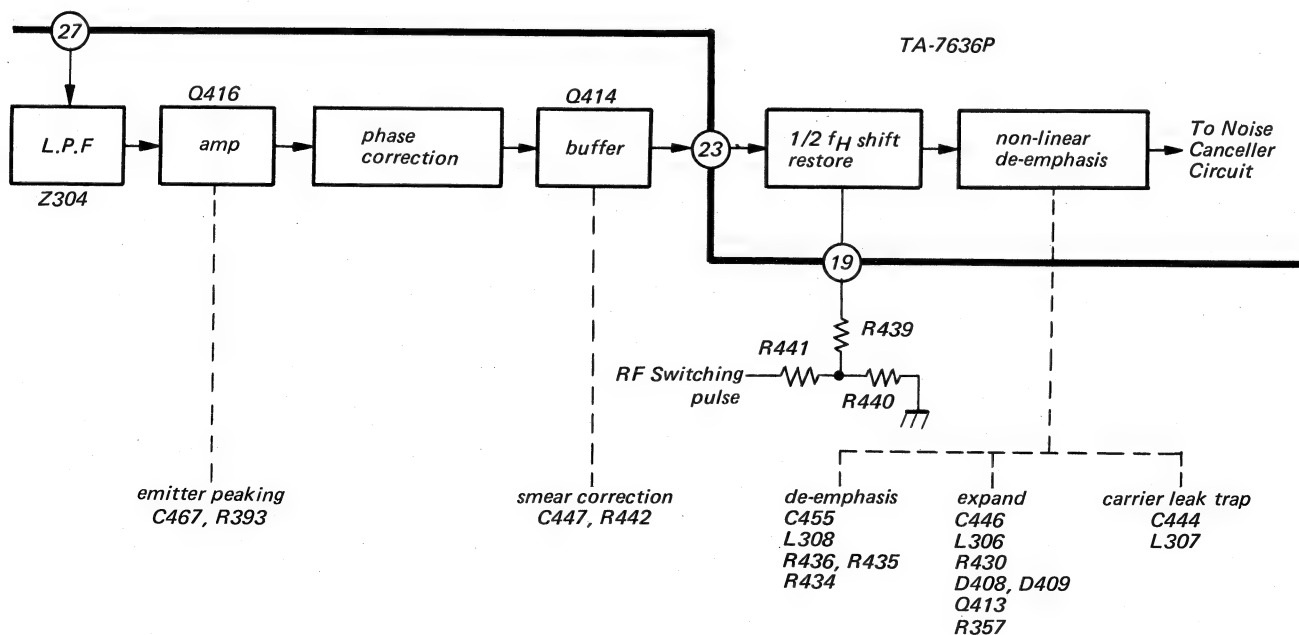 27
TA-7636P
Q416
Q414
L.P.F
amp
phase
correction
buffer
23
1/2 fH shift
restore
non-linear
de-emphasis
To Noise
Canceller
Circuit
Z304
19
R439
R441
RF Switching
pulse
R440
emitter peaking
C467, R393
smear correction
C447, R442
de-emphasis
C455
L308
R436, R435
R434
expand
C446
L306
R430
D408, D409
Q413
R357
carrier leak trap
C444
L307